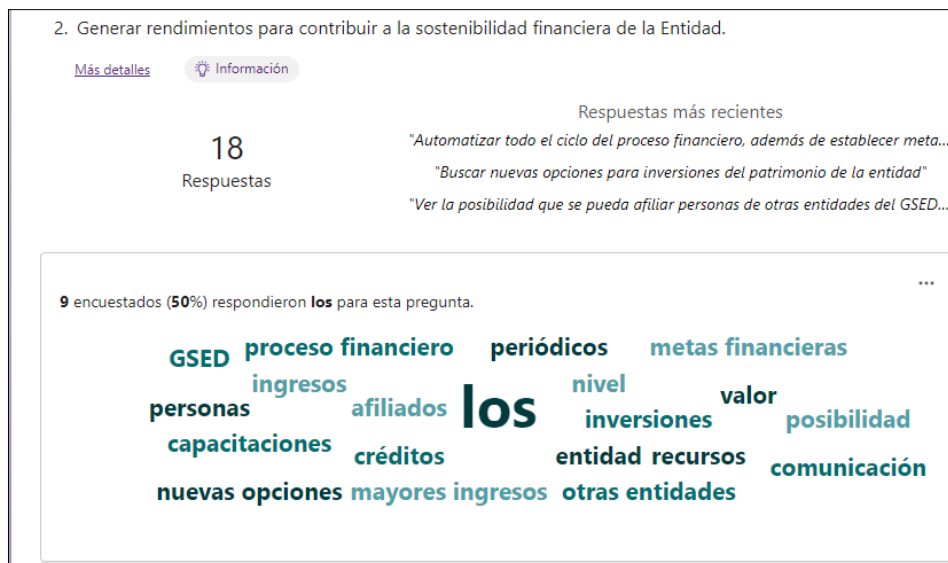 2. Generar rendimientos para contribuir a la sostenibilidad financiera de la Entidad.
Más detalles
Información
Respuestas más recientes
18
Respuestas
"Automatizar todo el ciclo del proceso financiero, además de establecer meta...
"Buscar nuevas opciones para inversiones del patrimonio de la entidad"
"Ver la posibilidad que se pueda afiliar personas de otras entidades del GSED...
...
9 encuestados (50%) respondieron los para esta pregunta.
GSED proceso financiero periódicos metas financieras
ingresos nivel
personas afiliados los inversiones valor posibilidad
capacitaciones créditos entidad recursos comunicación
nuevas opciones mayores ingresos otras entidades